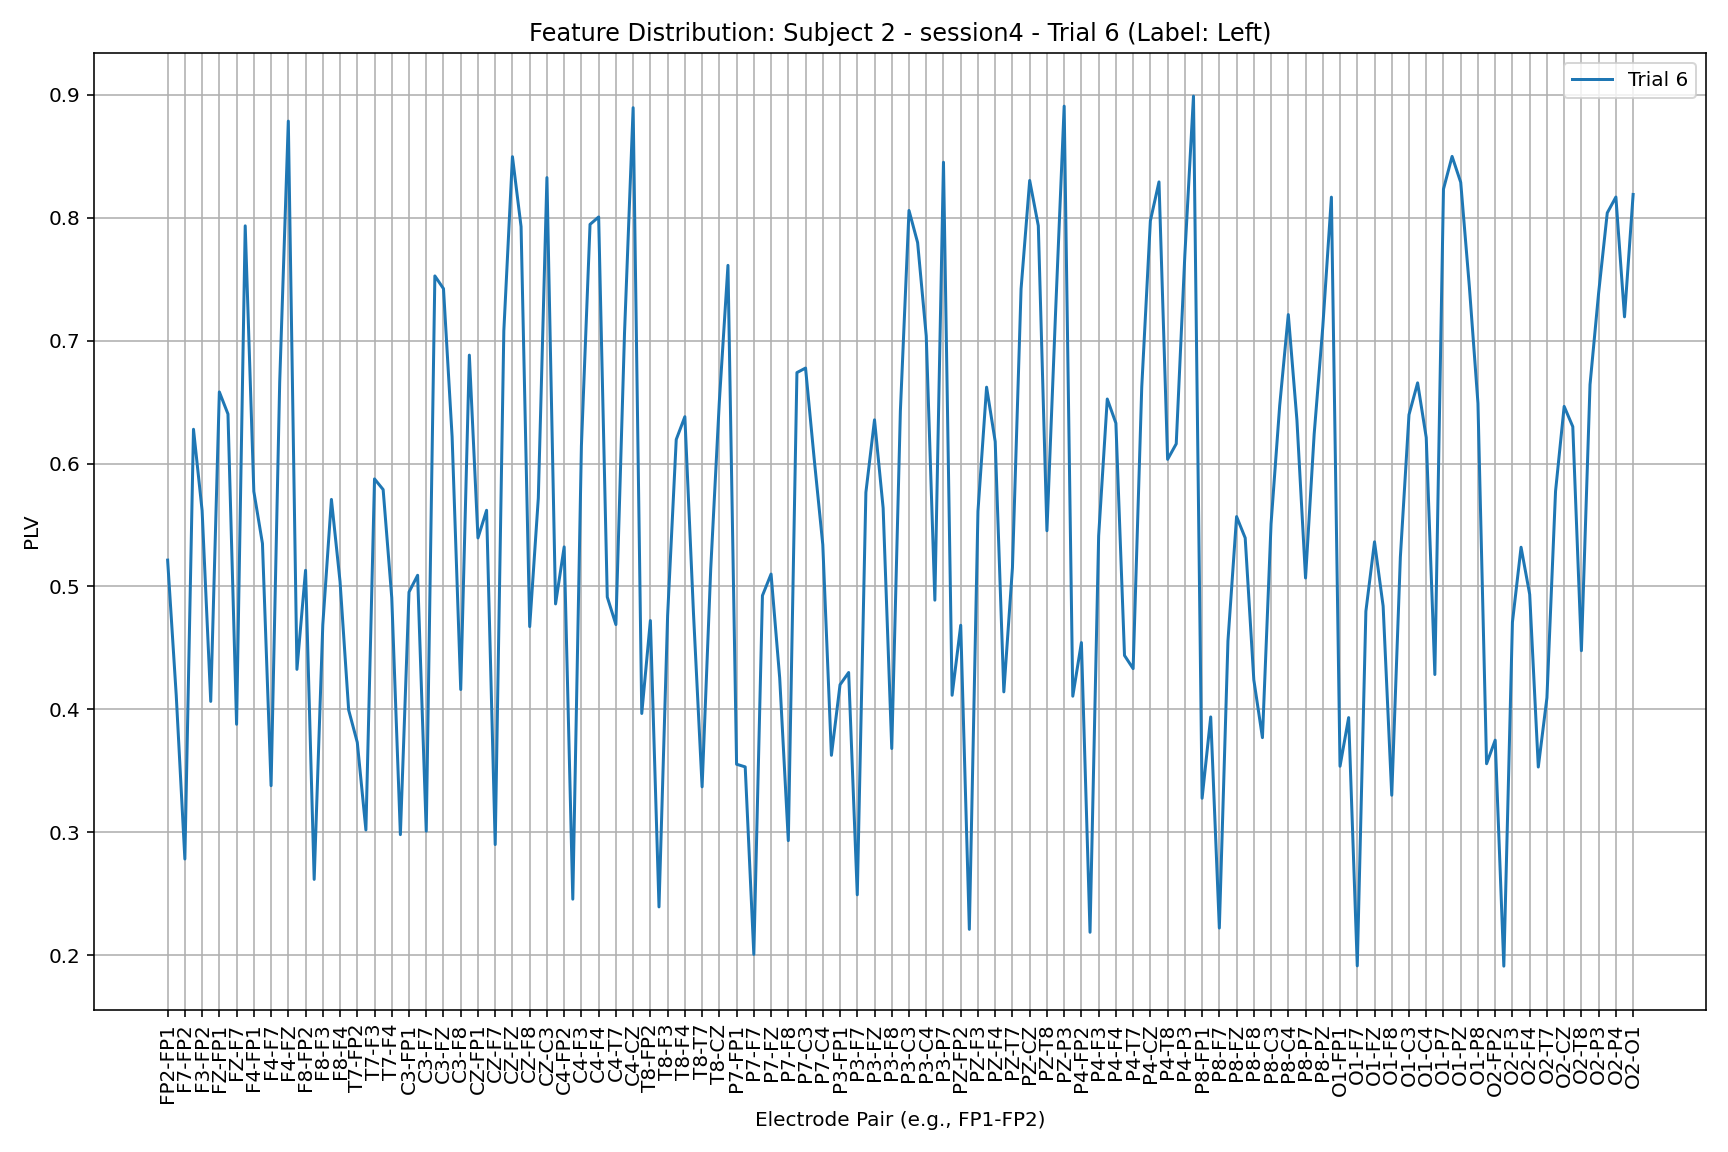 Feature Distribution: Subject 2 - session4 - Trial 6 (Label: Left)
Trial 6
PLV
0.9
0.8
0.7
0.6
0.5
0.4
0.3
0.2
FP2-FP1
F7-FP2
F3-FP2
FZ-FP1
FZ-F7
F4-FP1
F4-F7
F4-FZ
F8-FP2
F8-F3
F8-F4
T7-FP2
T7-F3
T7-F4
C3-FP1
C3-F7
C3-FZ
C3-F8
CZ-FP1
CZ-F7
CZ-FZ
CZ-F8
CZ-C3
C4-FP2
C4-F3
C4-F4
C4-T7
C4-CZ
T8-FP2
T8-F3
T8-F4
T8-T7
T8-CZ
P7-FP1
P7-F7
P7-FZ
P7-F8
P7-C3
P7-C4
P3-FP1
P3-F7
P3-FZ
P3-F8
P3-C3
P3-C4
P3-P7
PZ-FP2
PZ-F3
PZ-F4
PZ-T7
PZ-CZ
PZ-T8
PZ-P3
P4-FP2
P4-F3
P4-F4
P4-T7
P4-CZ
P4-T8
P4-P3
P8-FP1
P8-F7
P8-FZ
P8-F8
P8-C3
P8-C4
P8-P7
P8-PZ
O1-FP1
O1-F7
O1-FZ
O1-F8
O1-C3
O1-C4
O1-P7
O1-PZ
O1-P8
O2-FP2
O2-F3
O2-F4
O2-T7
O2-CZ
O2-T8
O2-P3
O2-P4
O2-O1
Electrode Pair (e.g., FP1-FP2)